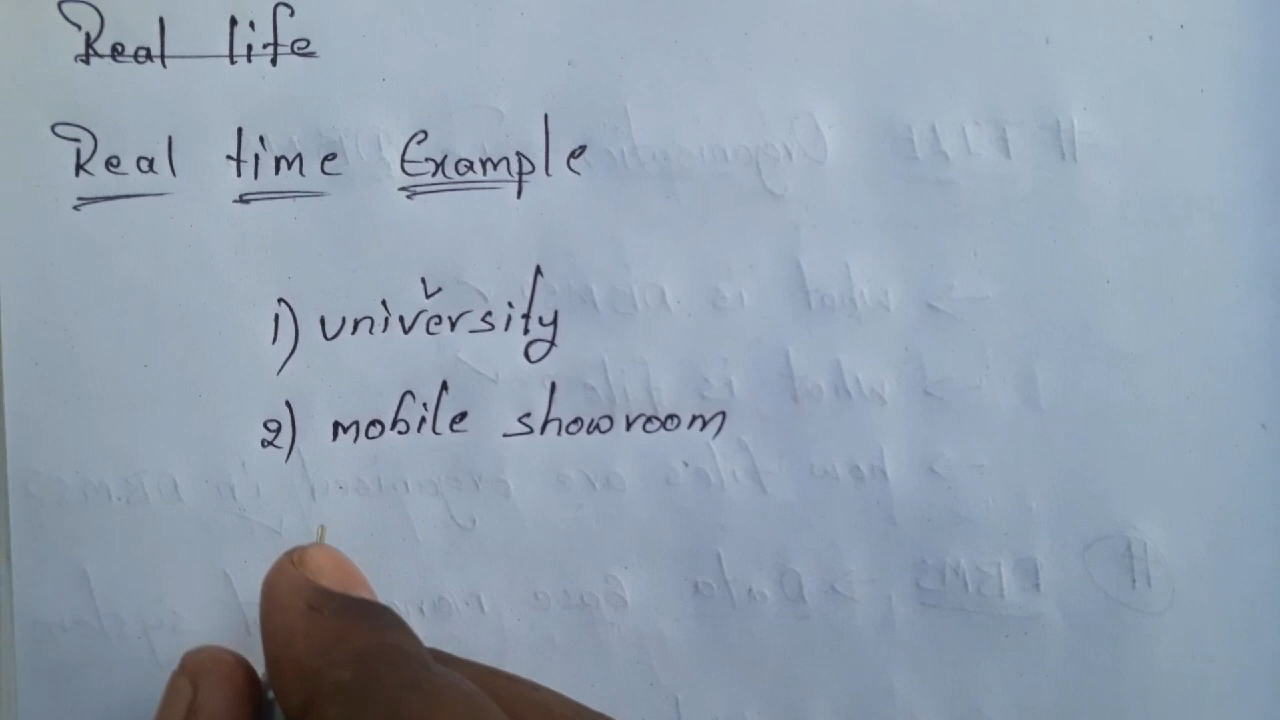 Real life
Real time Example
1) university
2) mobile showroom